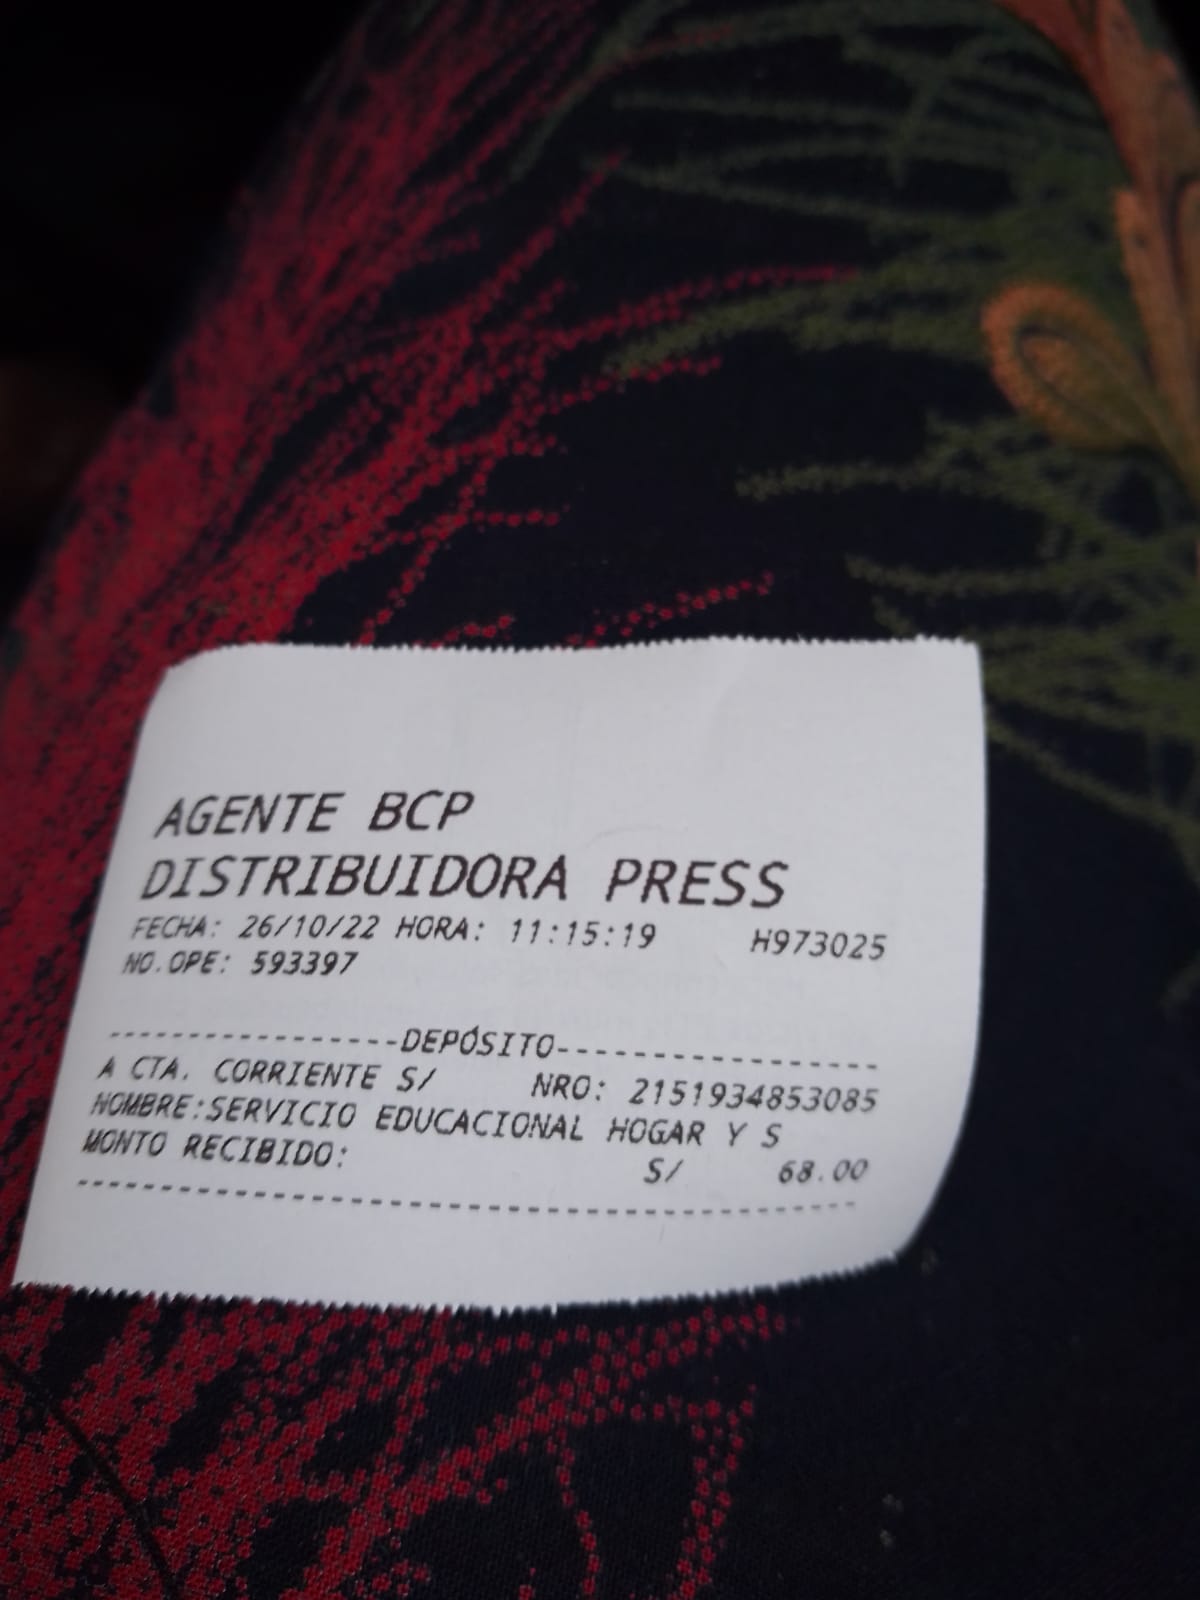 AGENTE BCP
DISTRIBUIDORA PRESS
FECHA: 26/10/22 HORA: 11:15:19 H973025
NO.OPE: 593397
-----------------DEPÓSITO-----------------
A CTA. CORRIENTE S/ NRO: 2151934853085
NOMBRE:SERVICIO EDUCACIONAL HOGAR Y S
MONTO RECIBIDO: S/ 68.00
------------------------------------------